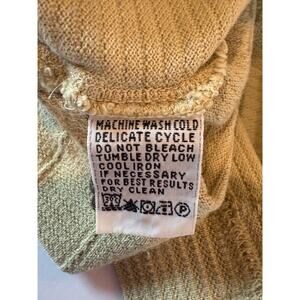 MACHINE WASH COLD
DELICATE CYCLE
DO NOT BLEACH
TUMBLE DRY LOW
COOL IRON
IF NECESSARY
FOR BEST RESULTS
DRY CLEAN
30 P